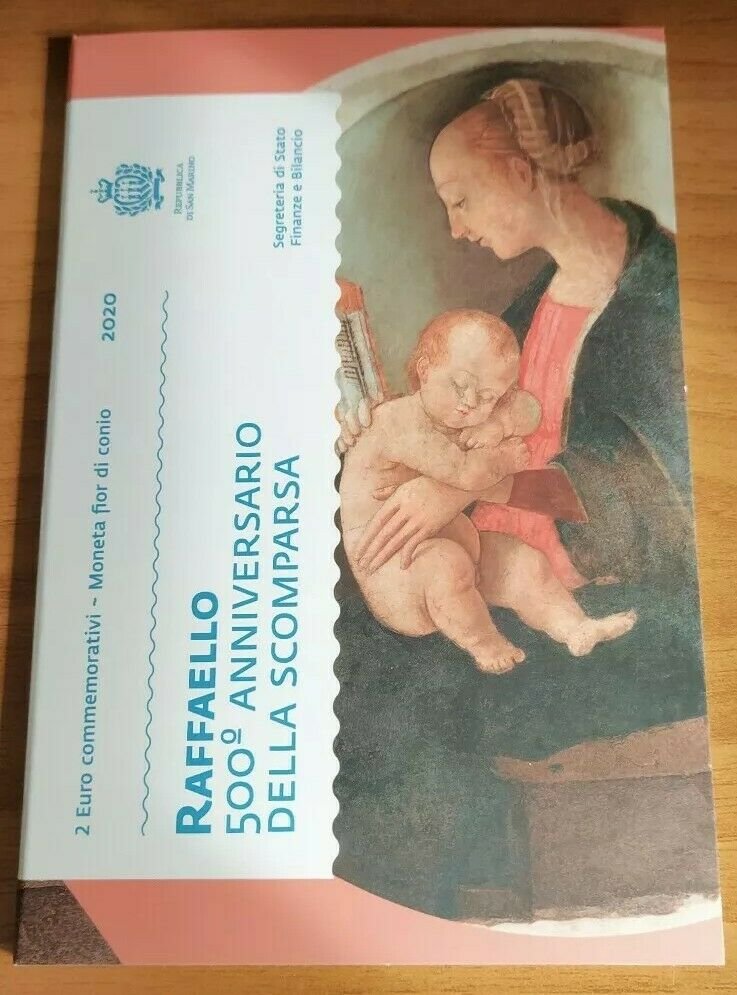 2 Euro commemorativi ~ Moneta fior di conio 2020
RAFFAELLO
500º ANNIVERSARIO
DELLA SCOMPARSA
REPUBBLICA
DI SAN MARINO
Segreteria di Stato
Finanze e Bilancio